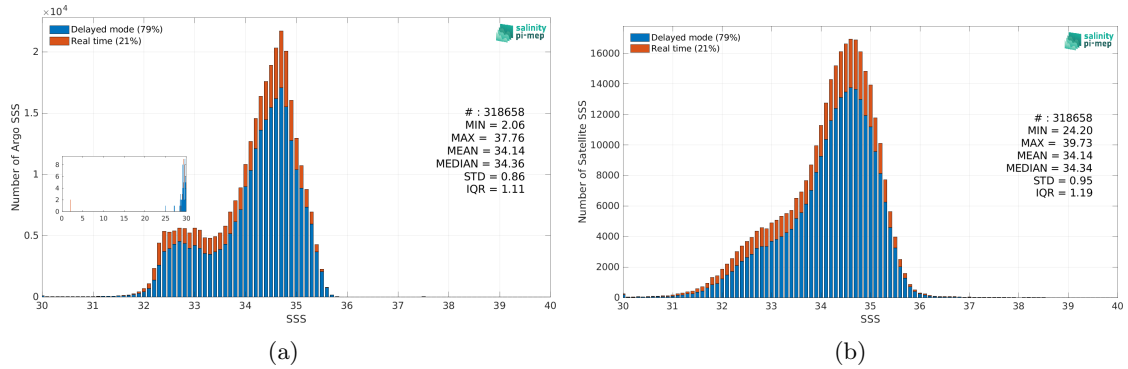 ×10⁴
Delayed mode (79%)
Real time (21%)
salinity
pi-mep
2
1.5
1
0.5
0
Number of Argo SSS
# : 318658
MIN = 2.06
MAX = 37.76
MEAN = 34.14
MEDIAN = 34.36
STD = 0.86
IQR = 1.11
8
6
4
2
0
0 5 10 15 20 25 30
30 31 32 33 34 35 36 37 38 39 40
SSS
(a)
Delayed mode (79%)
Real time (21%)
salinity
pi-mep
16000
14000
12000
10000
8000
6000
4000
2000
0
Number of Satellite SSS
# : 318658
MIN = 24.20
MAX = 39.73
MEAN = 34.14
MEDIAN = 34.34
STD = 0.95
IQR = 1.19
30 31 32 33 34 35 36 37 38 39 40
SSS
(b)